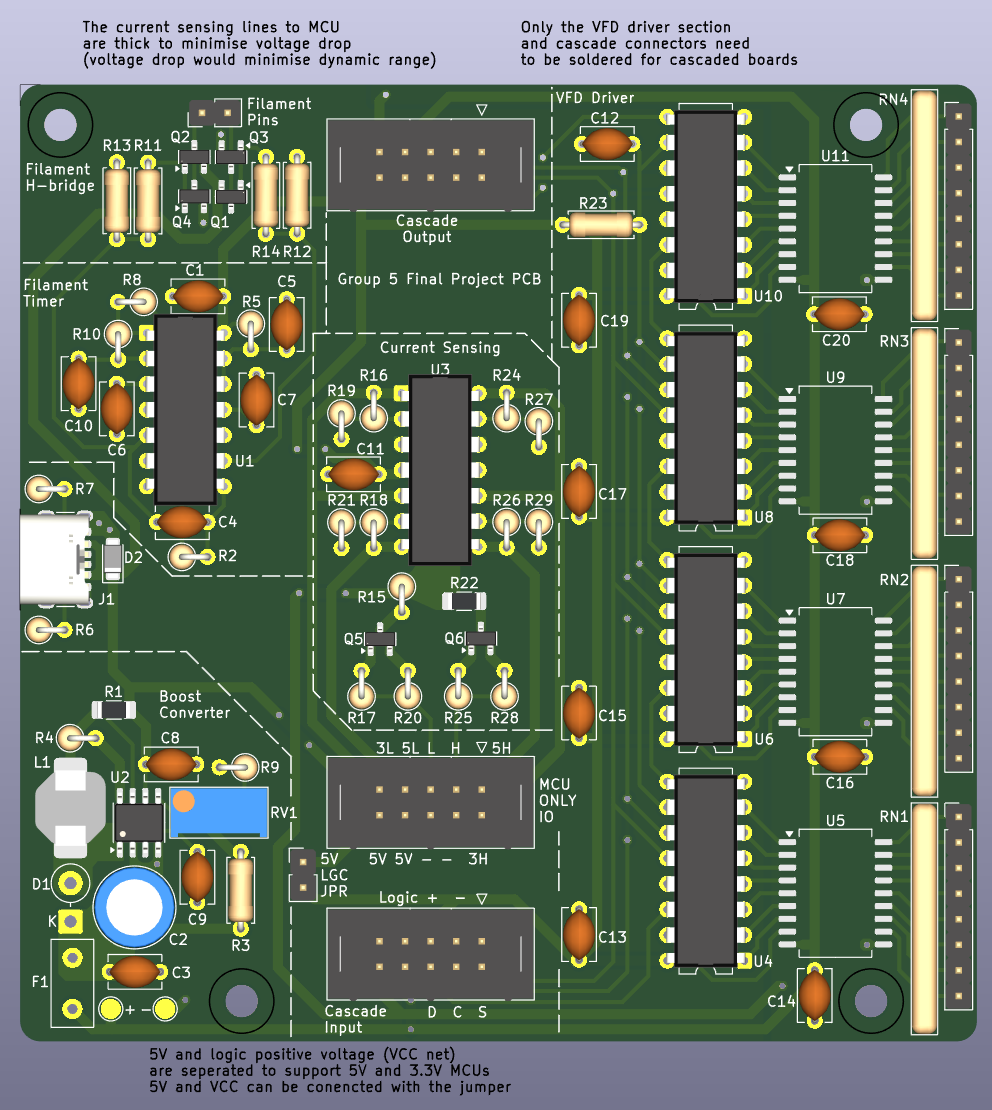 The current sensing lines to MCU
are thick to minimise voltage drop
(voltage drop would minimise dynamic range)
Only the VFD driver section
and cascade connectors need
to be soldered for cascaded boards
Filament
Pins
VFD Driver
RN4
Q2
Q3
C12
R13
R11
U11
Filament
H-bridge
R23
Q4
Q1
Cascade
Output
R14
R12
Filament
Timer
R8
C1
C5
Group 5 Final Project PCB
U10
R5
C19
C20
R10
RN3
Current Sensing
U3
R16
R24
U9
R19
R27
C7
C10
C6
C11
U1
R7
C17
R21
R18
R26
R29
U8
C4
D2
R2
C18
J1
RN2
R15
R22
U7
R6
Q5
Q6
R1
Boost
Converter
R17
R20
R25
R28
C15
R4
C8
3L 5L L H ▽ 5H
U6
L1
U2
R9
C16
MCU
ONLY
IO
RV1
RN1
U5
5V
LGC
JPR
5V 5V - - 3H
D1
Logic + - ▽
K
C9
C2
R3
C13
U4
F1
C3
C14
+ -
Cascade
Input
D C S
5V and logic positive voltage (VCC net)
are seperated to support 5V and 3.3V MCUs
5V and VCC can be conencted with the jumper